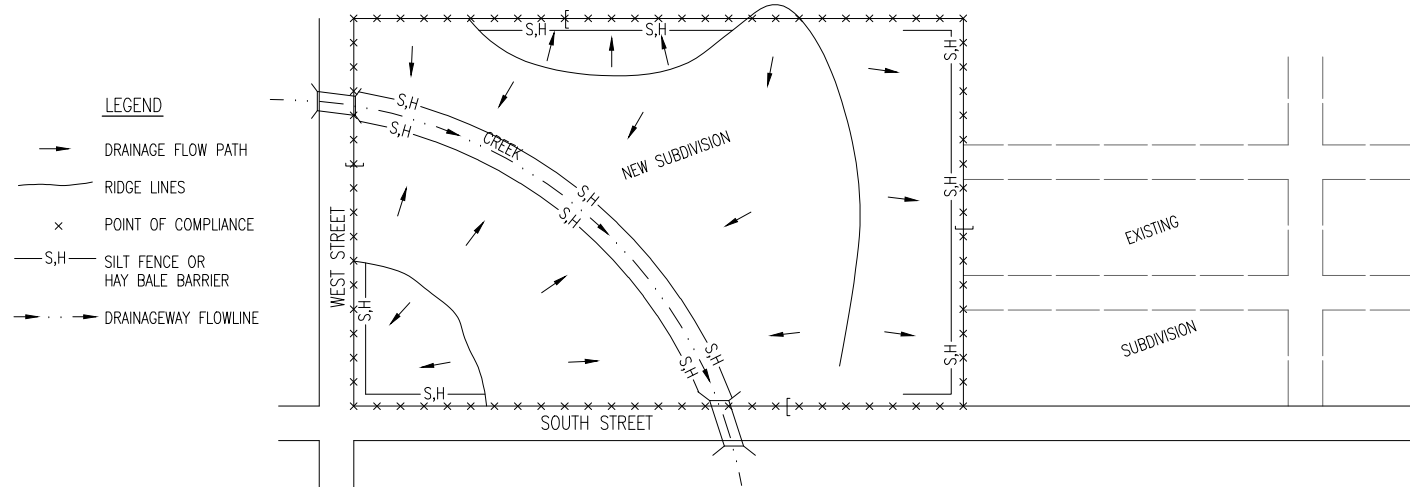 LEGEND
DRAINAGE FLOW PATH
RIDGE LINES
POINT OF COMPLIANCE
S,H
SILT FENCE OR
HAY BALE BARRIER
DRAINAGEWAY FLOWLINE
S,H
S,H
S,H
S,H
S,H
CREEK
NEW SUBDIVISION
S,H
S,H
S,H
WEST STREET
S,H
EXISTING
SUBDIVISION
S,H
S,H
S,H
S,H
SOUTH STREET